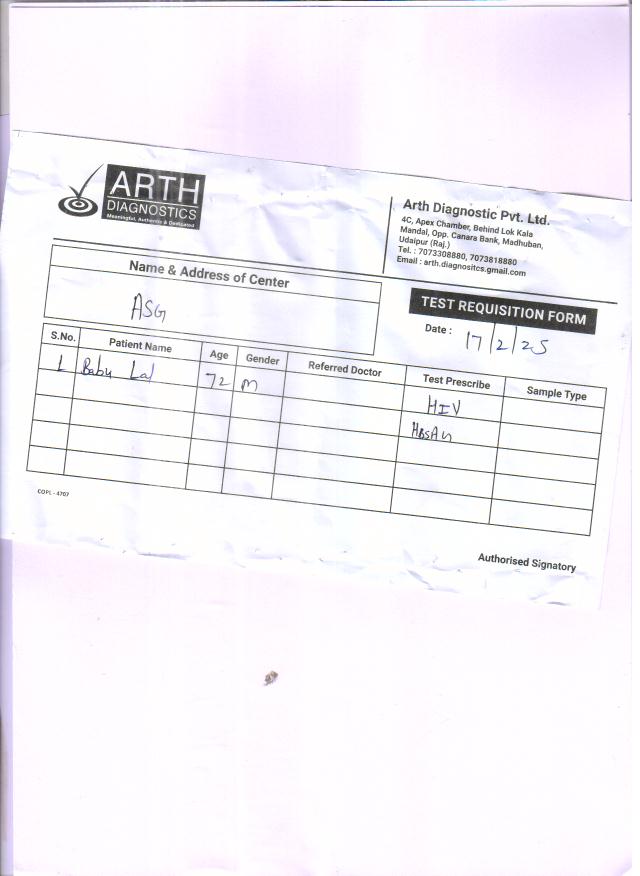 ARTH
DIAGNOSTICS
Meaningful, Authentic & Dedicated
Arth Diagnostic Pvt. Ltd.
4C, Apex Chamber, Behind Lok Kala
Mandal, Opp. Canara Bank, Madhuban,
Udaipur (Raj.)
Tel. : 7073308880, 7073818880
Email : arth.diagnositcs.gmail.com
Name & Address of Center
ASG
TEST REQUISITION FORM
Date : 17/2/25
S.No. Patient Name Age Gender Referred Doctor Test Prescribe Sample Type
1 Babu Lal 72 M HIV
HBsAg
COPL - 4707
Authorised Signatory